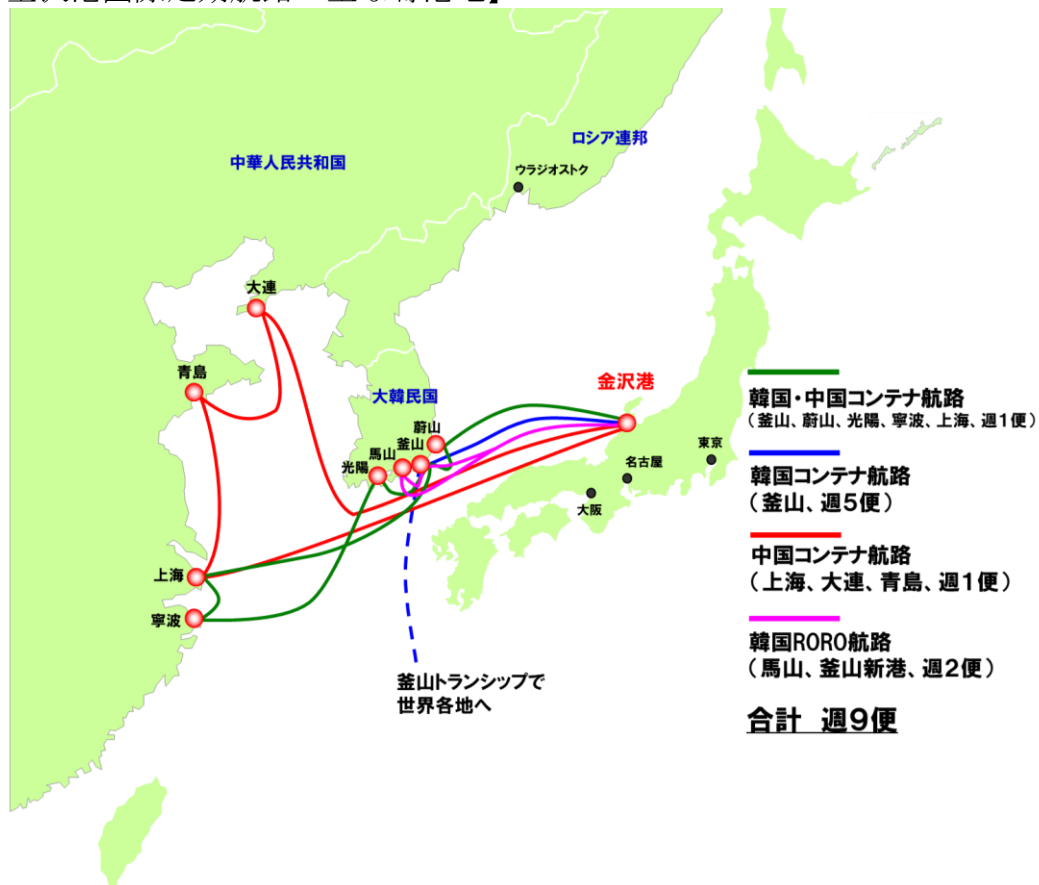 ロシア連邦
中華人民共和国
ウラジオストク
大連
青島
大韓民国
蔚山
釜山
馬山
光陽
金沢港
東京
名古屋
大阪
上海
寧波
釜山トランシップで
世界各地へ
韓国・中国コンテナ航路
（釜山、蔚山、光陽、寧波、上海、週1便）
韓国コンテナ航路
（釜山、週5便）
中国コンテナ航路
（上海、大連、青島、週1便）
韓国RORO航路
（馬山、釜山新港、週2便）
合計　週9便